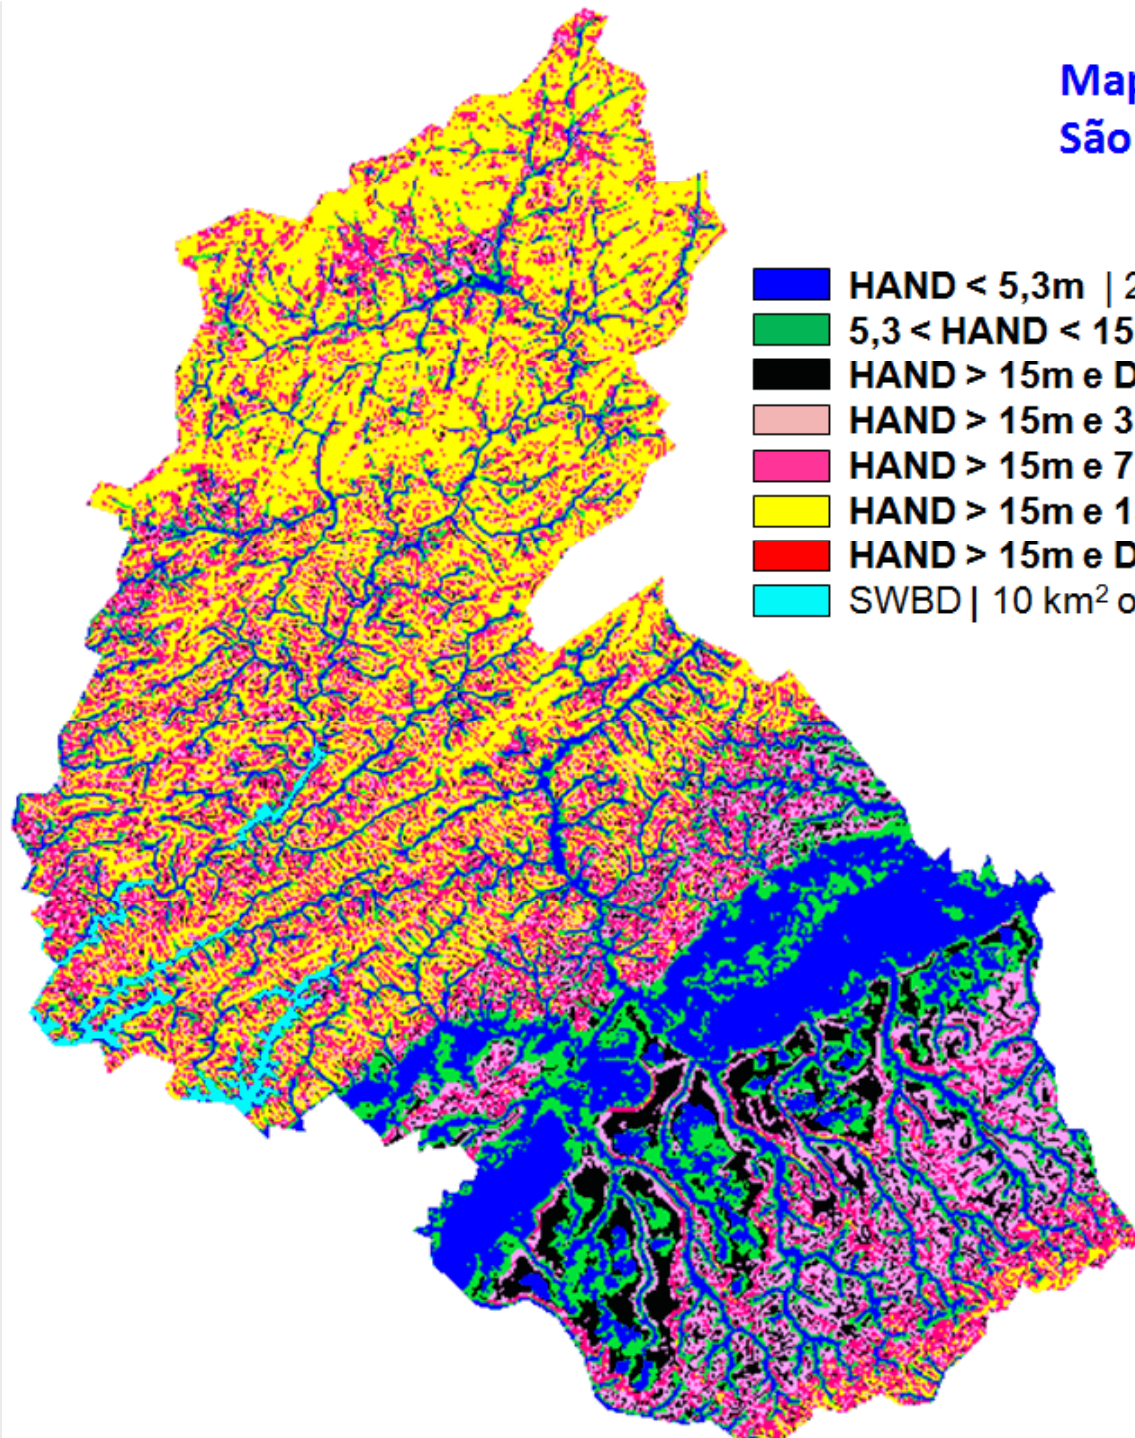 Map
São
HAND < 5,3m | 2
5,3 < HAND < 15
HAND > 15m e D
HAND > 15m e 3
HAND > 15m e 7
HAND > 15m e 1
HAND > 15m e D
SWBD | 10 km² o